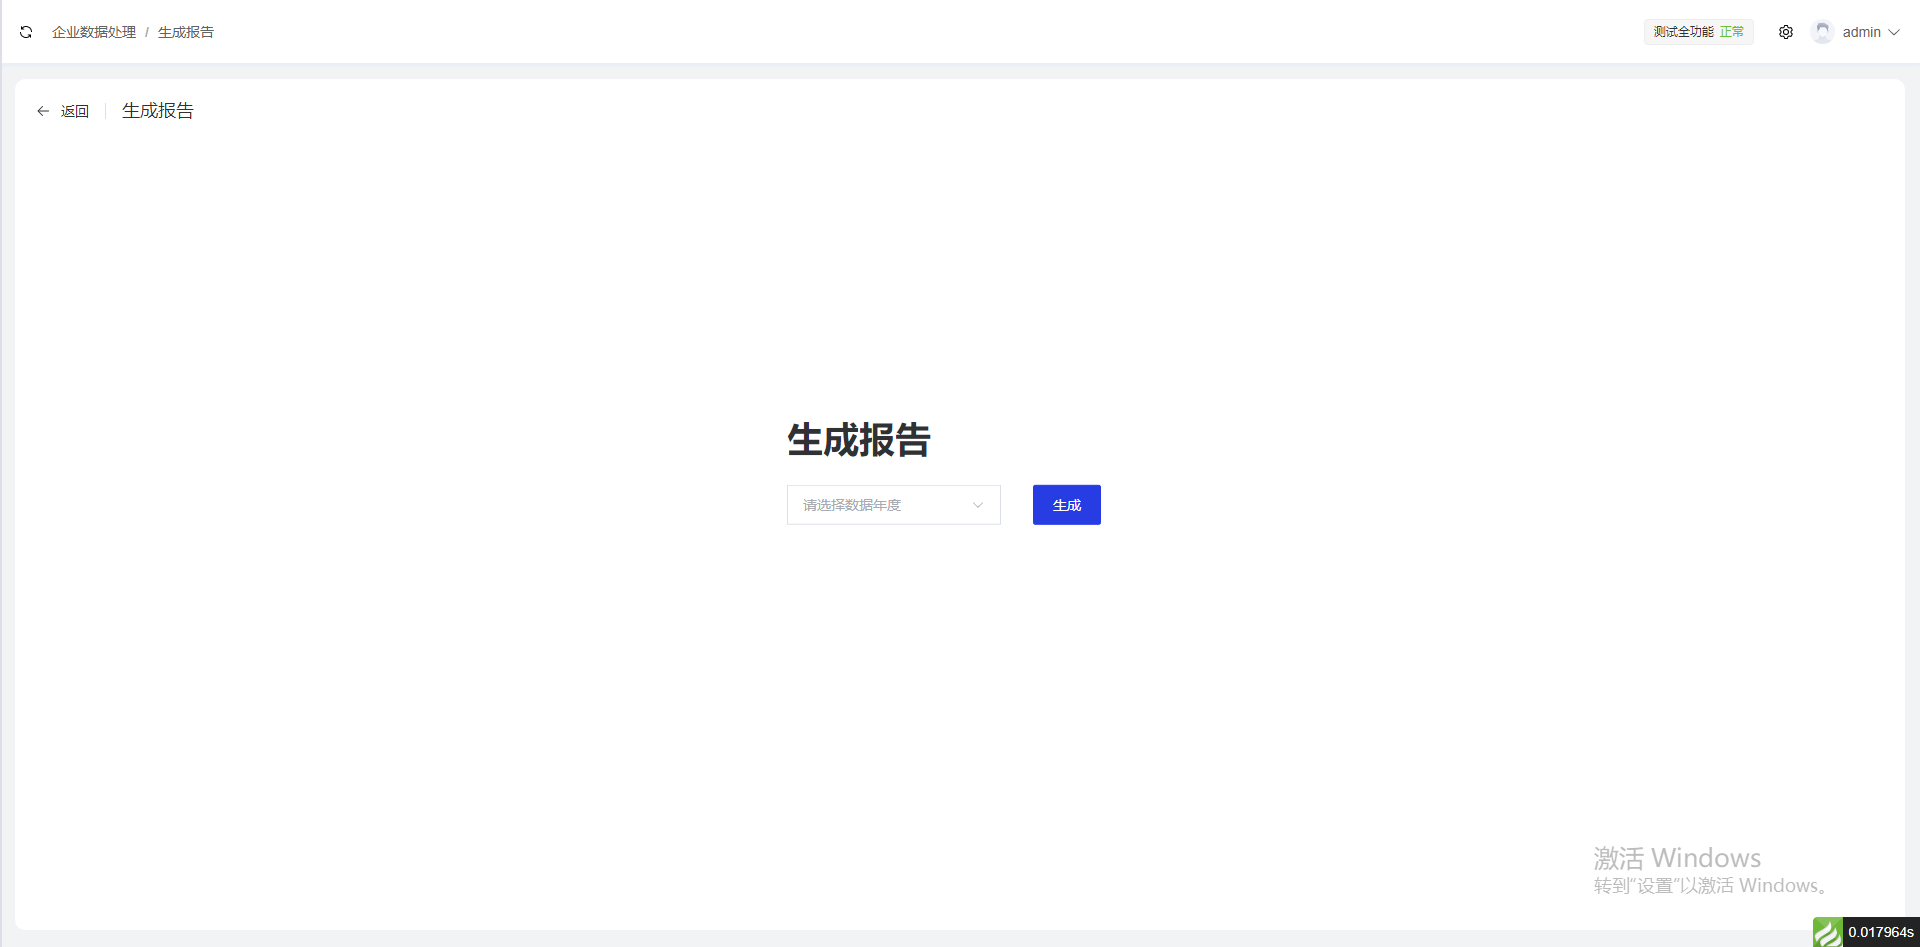 企业数据处理 / 生成报告
测试全功能 正常
admin
返回
生成报告
生成报告
请选择数据年度
生成
激活 Windows
转到“设置”以激活 Windows。
0.017964s